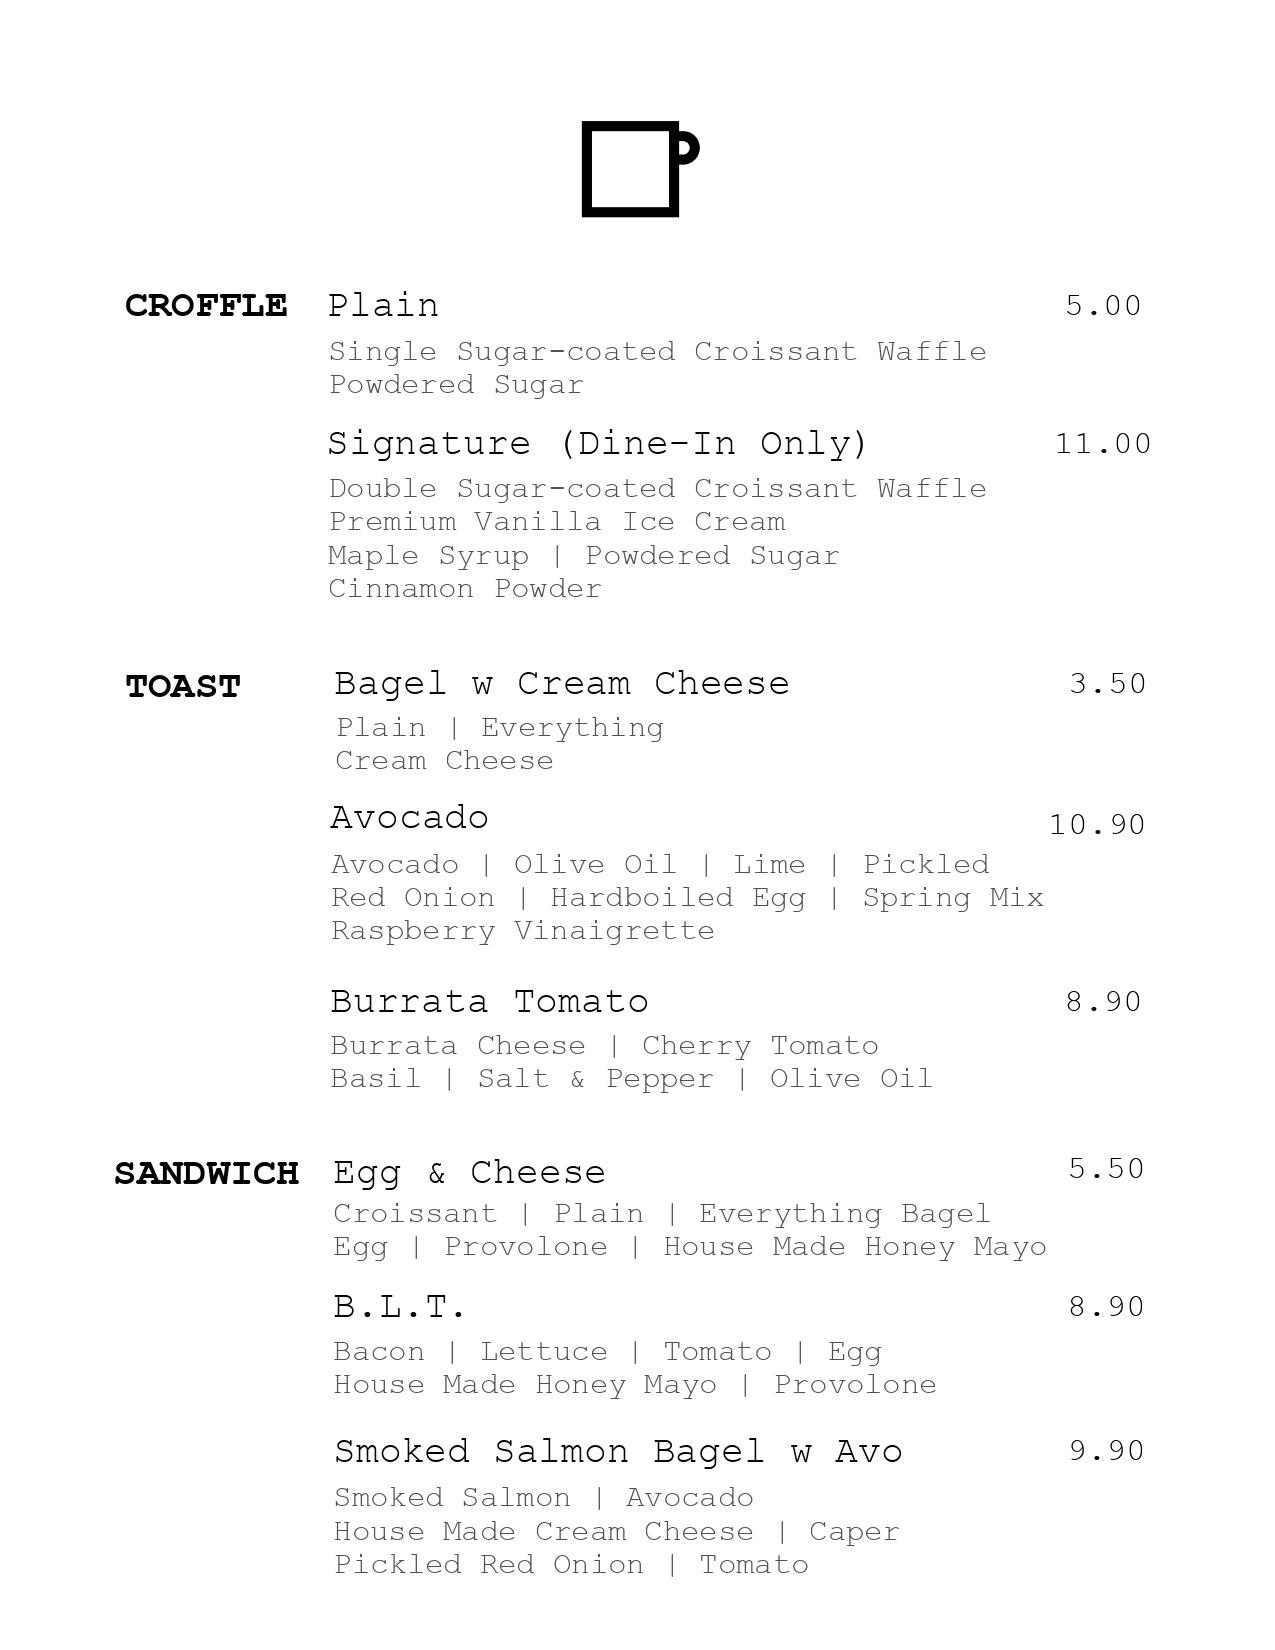 CROFFLE Plain 5.00
Single Sugar-coated Croissant Waffle
Powdered Sugar
Signature (Dine-In Only) 11.00
Double Sugar-coated Croissant Waffle
Premium Vanilla Ice Cream
Maple Syrup | Powdered Sugar
Cinnamon Powder
TOAST Bagel w Cream Cheese 3.50
Plain | Everything
Cream Cheese
Avocado 10.90
Avocado | Olive Oil | Lime | Pickled
Red Onion | Hardboiled Egg | Spring Mix
Raspberry Vinaigrette
Burrata Tomato 8.90
Burrata Cheese | Cherry Tomato
Basil | Salt & Pepper | Olive Oil
SANDWICH Egg & Cheese 5.50
Croissant | Plain | Everything Bagel
Egg | Provolone | House Made Honey Mayo
B.L.T. 8.90
Bacon | Lettuce | Tomato | Egg
House Made Honey Mayo | Provolone
Smoked Salmon Bagel w Avo 9.90
Smoked Salmon | Avocado
House Made Cream Cheese | Caper
Pickled Red Onion | Tomato